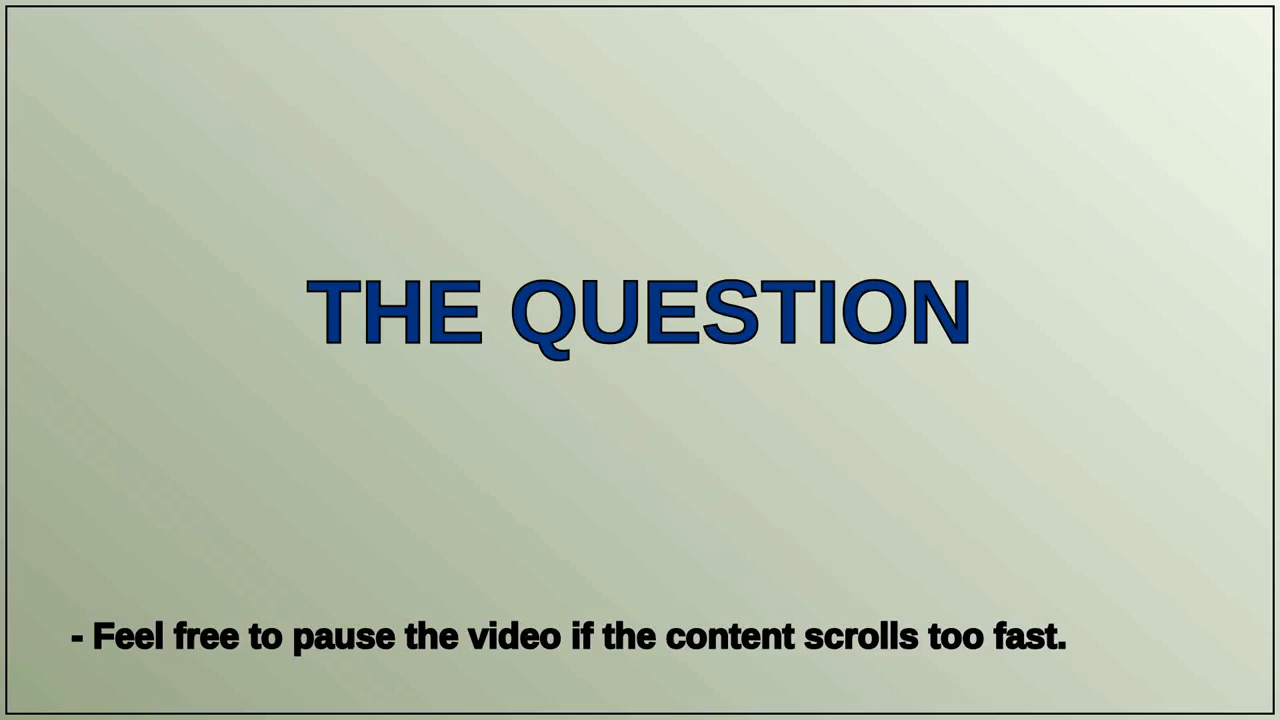 THE QUESTION
- Feel free to pause the video if the content scrolls too fast.